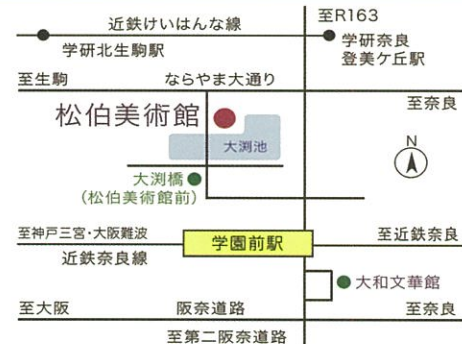 至R163
近鉄けいはんな線
学研北生駒駅
学研奈良
登美ケ丘駅
至生駒
ならやま大通り
至奈良
松伯美術館
大渕池
N
大渕橋
(松伯美術館前)
至神戸三宮・大阪難波
学園前駅
至近鉄奈良
近鉄奈良線
大和文華館
至大阪
阪奈道路
至奈良
至第二阪奈道路